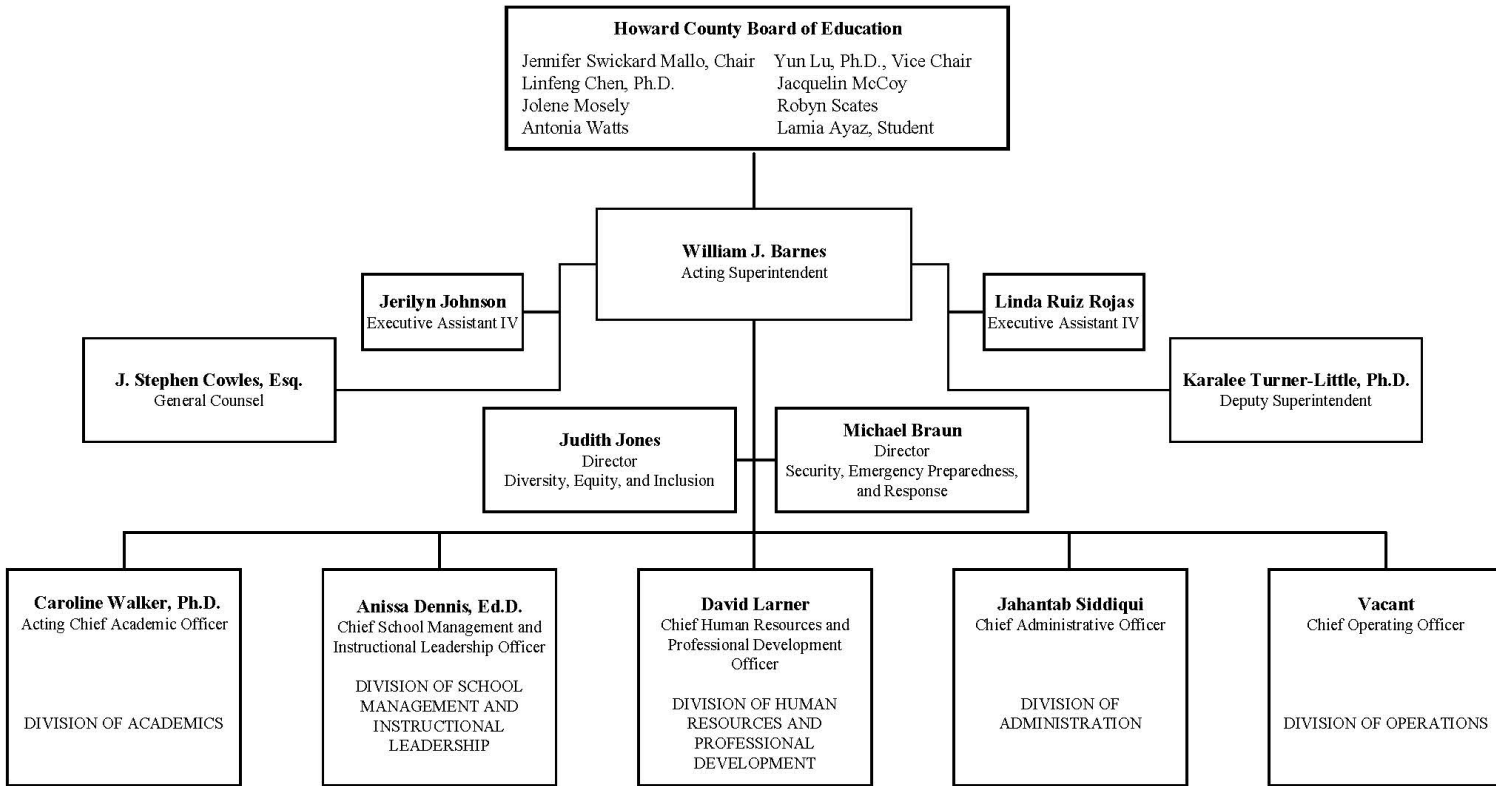 Howard County Board of Education
Jennifer Swickard Mallo, Chair Yun Lu, Ph.D., Vice Chair
Linfeng Chen, Ph.D. Jacquelin McCoy
Jolene Mosely Robyn Scates
Antonia Watts Lamia Ayaz, Student
William J. Barnes
Acting Superintendent
Jerilyn Johnson
Executive Assistant IV
Linda Ruiz Rojas
Executive Assistant IV
J. Stephen Cowles, Esq.
General Counsel
Karalee Turner-Little, Ph.D.
Deputy Superintendent
Judith Jones
Director
Diversity, Equity, and Inclusion
Michael Braun
Director
Security, Emergency Preparedness,
and Response
Caroline Walker, Ph.D.
Acting Chief Academic Officer
DIVISION OF ACADEMICS
Anissa Dennis, Ed.D.
Chief School Management and
Instructional Leadership Officer
DIVISION OF SCHOOL
MANAGEMENT AND
INSTRUCTIONAL
LEADERSHIP
David Larner
Chief Human Resources and
Professional Development
Officer
DIVISION OF HUMAN
RESOURCES AND
PROFESSIONAL
DEVELOPMENT
Jahantab Siddiqui
Chief Administrative Officer
DIVISION OF
ADMINISTRATION
Vacant
Chief Operating Officer
DIVISION OF OPERATIONS